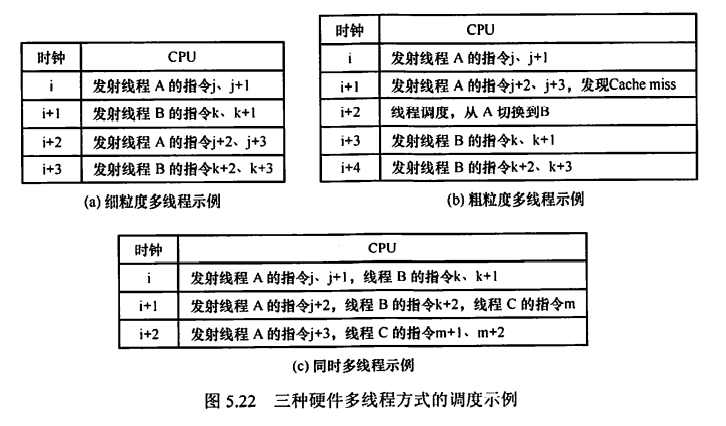 时钟 CPU
i 发射线程 A 的指令j、j+1
i+1 发射线程 B 的指令k、k+1
i+2 发射线程 A 的指令j+2、j+3
i+3 发射线程 B 的指令k+2、k+3
(a) 细粒度多线程示例
时钟 CPU
i 发射线程 A 的指令j、j+1
i+1 发射线程 A 的指令j+2、j+3，发现Cache miss
i+2 线程调度，从 A 切换到B
i+3 发射线程 B 的指令k、k+1
i+4 发射线程 B 的指令k+2、k+3
(b) 粗粒度多线程示例
时钟 CPU
i 发射线程 A 的指令j、j+1，线程 B 的指令k、k+1
i+1 发射线程 A 的指令j+2，线程 B 的指令k+2，线程 C 的指令m
i+2 发射线程 A 的指令j+3，线程 C 的指令m+1、m+2
(c) 同时多线程示例
图 5.22 三种硬件多线程方式的调度示例